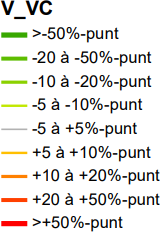 V_VC
>-50%-punt
-20 à -50%-punt
-10 à -20%-punt
-5 à -10%-punt
-5 à +5%-punt
+5 à +10%-punt
+10 à +20%-punt
+20 à +50%-punt
>+50%-punt